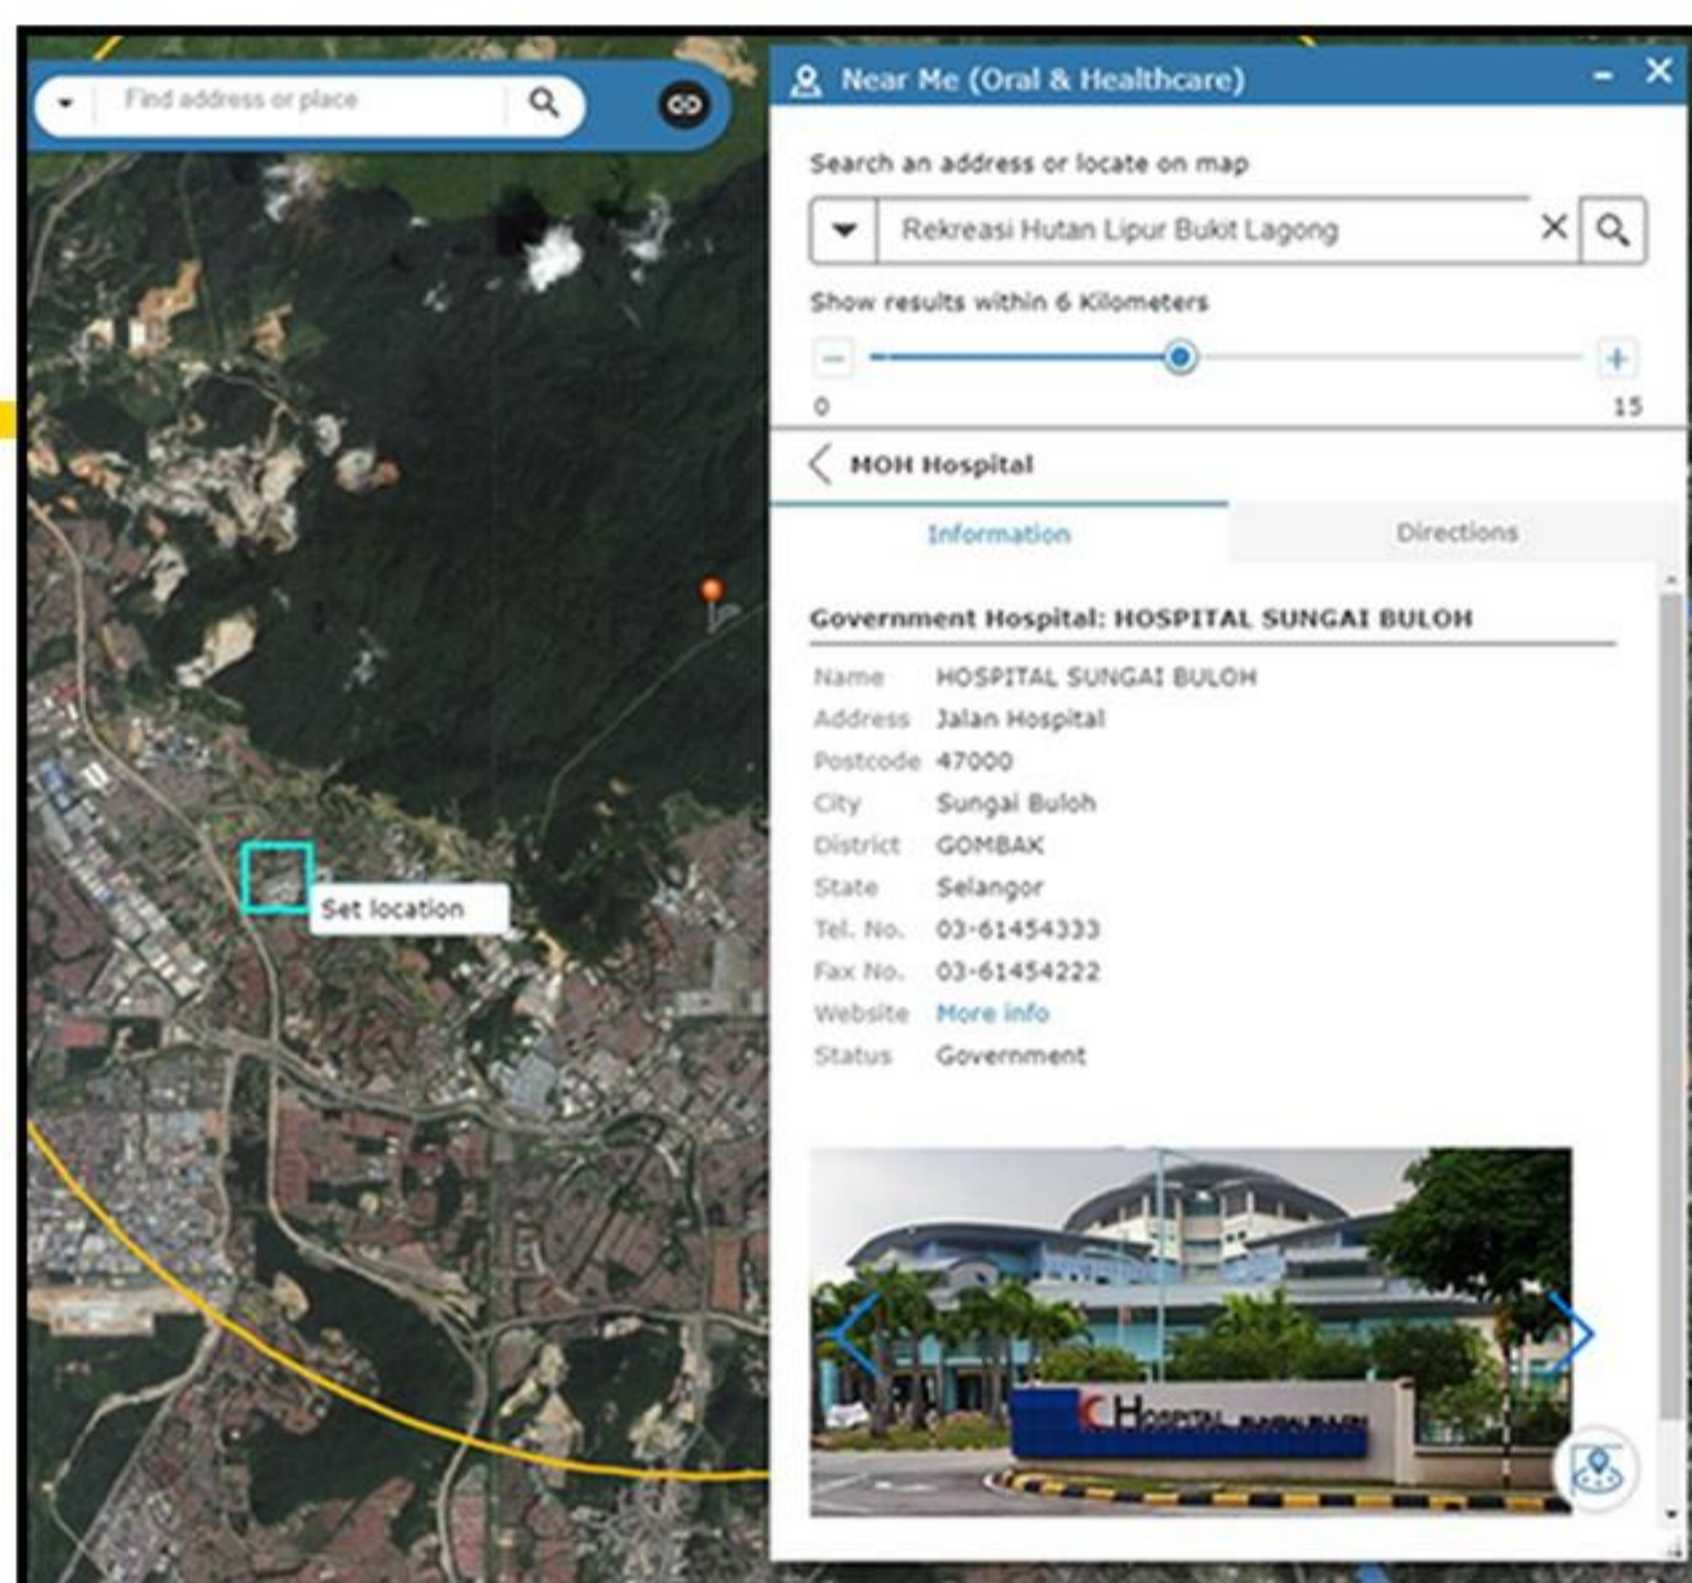 Find address or place
Near Me (Oral & Healthcare)
Search an address or locate on map
Rekreasi Hutan Lipur Bukit Lagong
Show results within 6 Kilometers
0 15
MOH Hospital
Information Directions
Government Hospital: HOSPITAL SUNGAI BULOH
Name HOSPITAL SUNGAI BULOH
Address Jalan Hospital
Postcode 47000
City Sungai Buloh
District GOMBAK
State Selangor
Tel. No. 03-61454333
Fax No. 03-61454222
Website More info
Status Government
Set location
HOSPITAL